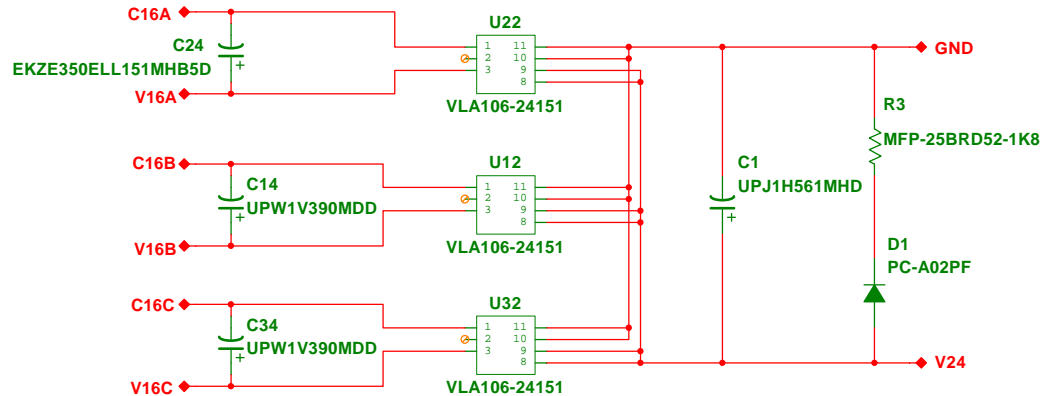 C16A
C24
EKZE350ELL151MHB5D
+
V16A
U22
1 11
2 10
3 9
8
VLA106-24151
GND
R3
MFP-25BRD52-1K8
C16B
C14
UPW1V390MDD
+
V16B
U12
1 11
2 10
3 9
8
VLA106-24151
C1
UPJ1H561MHD
+
D1
PC-A02PF
C16C
C34
UPW1V390MDD
+
V16C
U32
1 11
2 10
3 9
8
VLA106-24151
V24